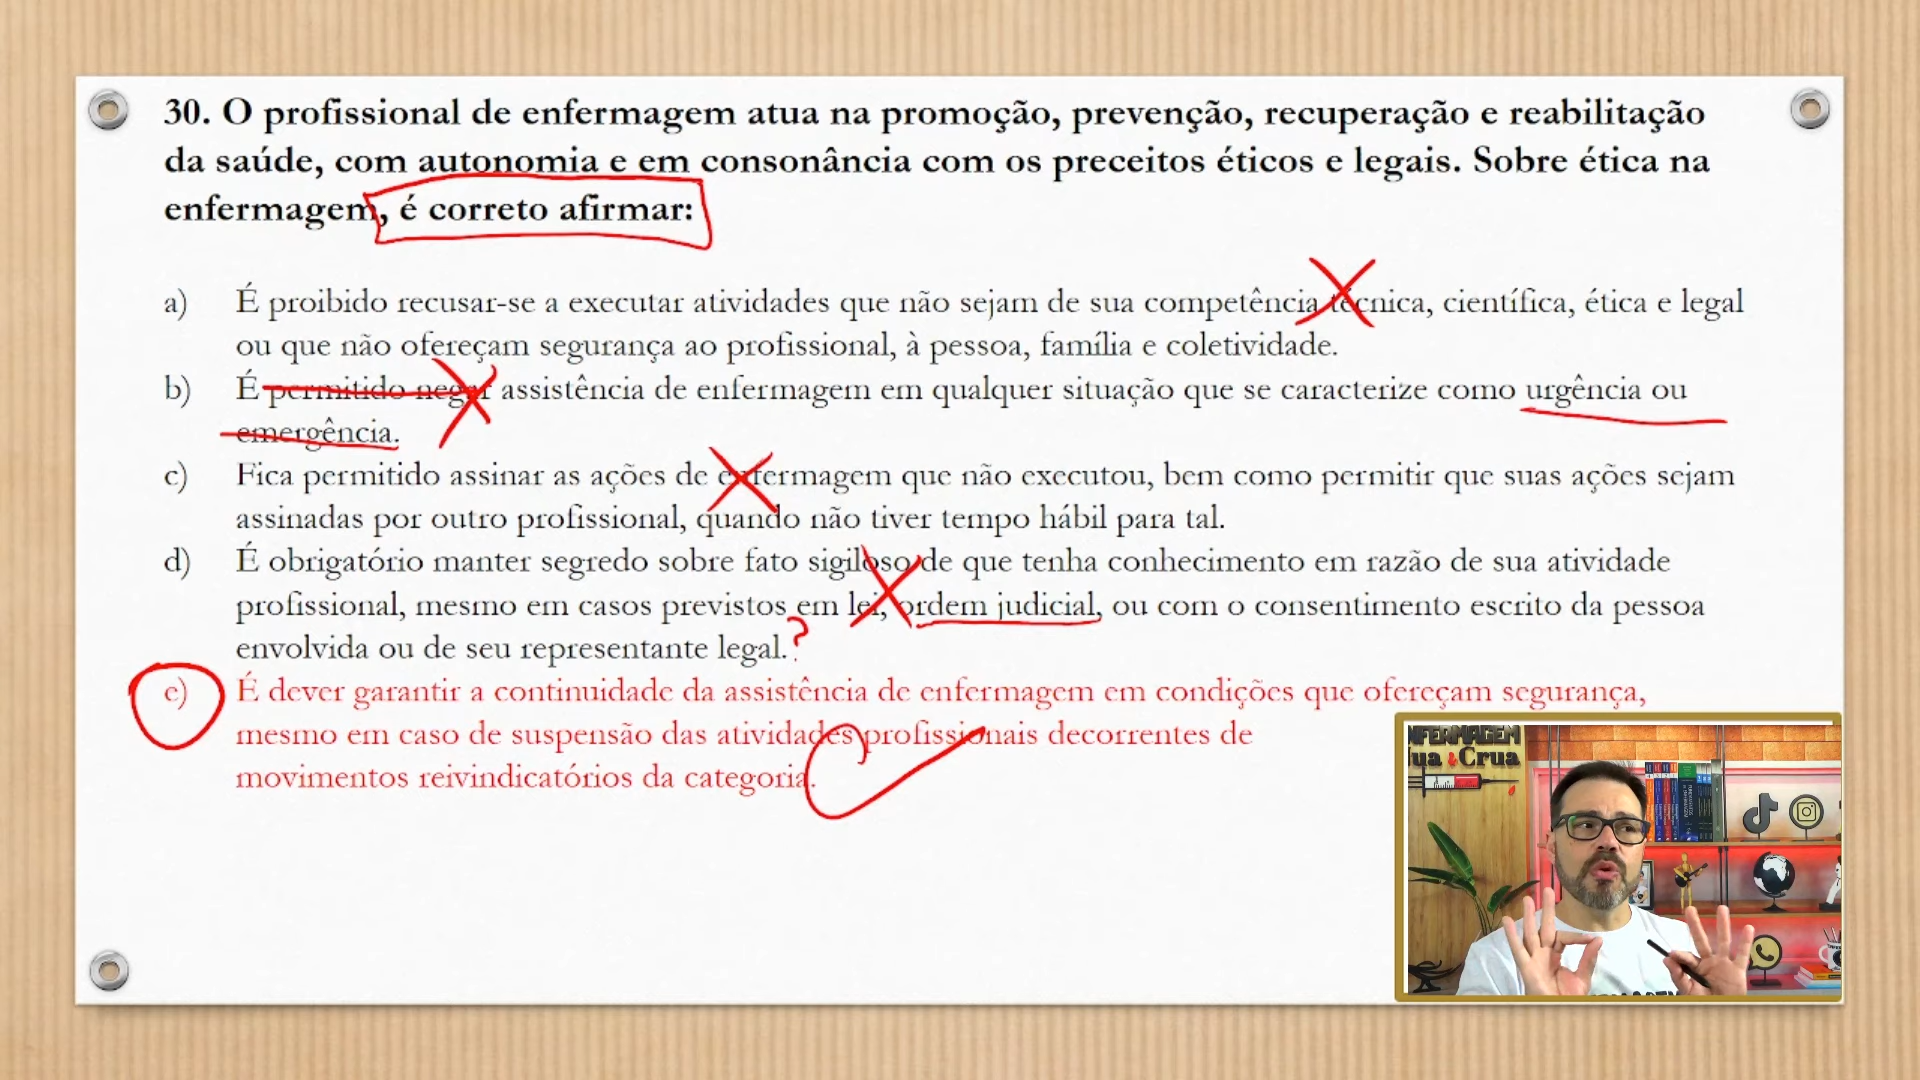 30. O profissional de enfermagem atua na promoção, prevenção, recuperação e reabilitação
da saúde, com autonomia e em consonância com os preceitos éticos e legais. Sobre ética na
enfermagem, é correto afirmar:
a) É proibido recusar-se a executar atividades que não sejam de sua competência técnica, científica, ética e legal
ou que não ofereçam segurança ao profissional, à pessoa, família e coletividade.
b) É permitido negar assistência de enfermagem em qualquer situação que se caracterize como urgência ou
emergência.
c) Fica permitido assinar as ações de enfermagem que não executou, bem como permitir que suas ações sejam
assinadas por outro profissional, quando não tiver tempo hábil para tal.
d) É obrigatório manter segredo sobre fato sigiloso de que tenha conhecimento em razão de sua atividade
profissional, mesmo em casos previstos em lei, ordem judicial, ou com o consentimento escrito da pessoa
envolvida ou de seu representante legal.
?
e) É dever garantir a continuidade da assistência de enfermagem em condições que ofereçam segurança,
mesmo em caso de suspensão das atividades profissionais decorrentes de
movimentos reivindicatórios da categoria.
NFERMAGEM
ua & Crua